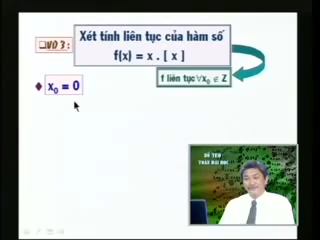 VD 3 :
Xét tính liên tục của hàm số
f(x) = x . [ x ]
f liên tục ∀x₀ ∉ Z
x₀ = 0